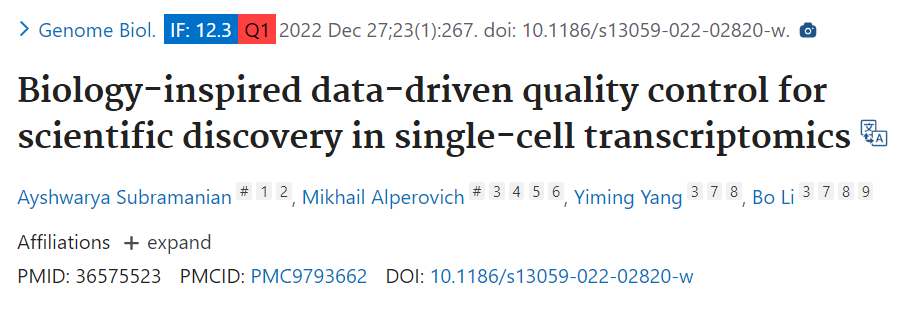 Genome Biol. IF: 12.3 Q1 2022 Dec 27;23(1):267. doi: 10.1186/s13059-022-02820-w.
Biology-inspired data-driven quality control for
scientific discovery in single-cell transcriptomics
Ayshwarya Subramanian # 1 2, Mikhail Alperovich # 3 4 5 6, Yiming Yang 3 7 8, Bo Li 3 7 8 9
Affiliations + expand
PMID: 36575523 PMCID: PMC9793662 DOI: 10.1186/s13059-022-02820-w